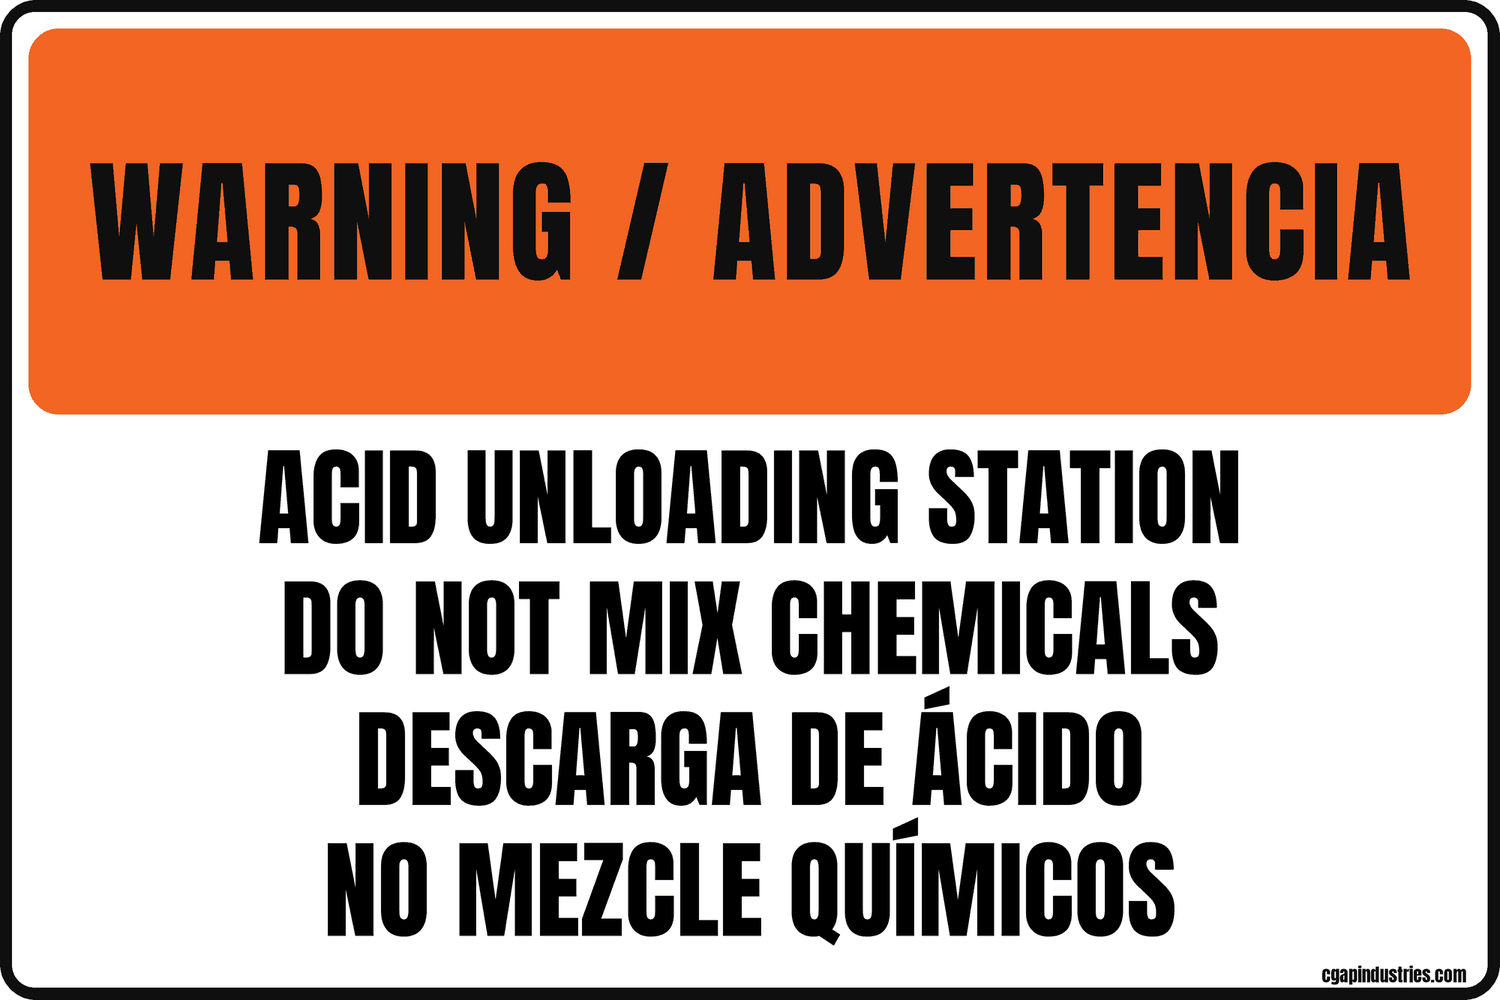 WARNING / ADVERTENCIA
ACID UNLOADING STATION
DO NOT MIX CHEMICALS
DESCARGA DE ÁCIDO
NO MEZCLE QUÍMICOS
cgapindustries.com